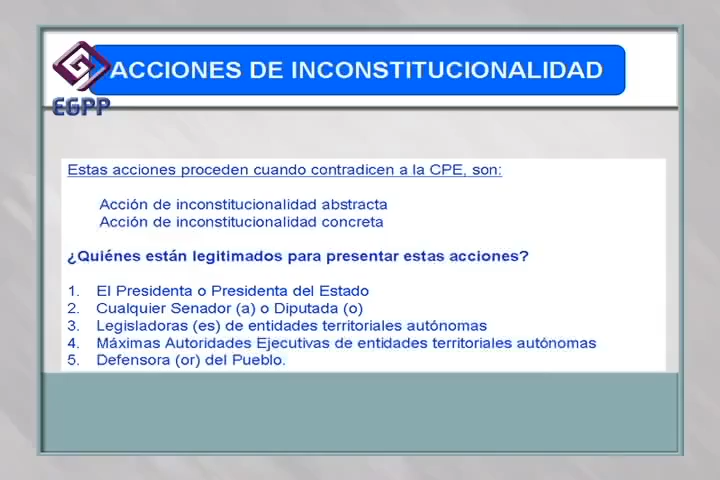 ACCIONES DE INCONSTITUCIONALIDAD
EGPP
Estas acciones proceden cuando contradicen a la CPE, son:
Acción de inconstitucionalidad abstracta
Acción de inconstitucionalidad concreta
¿Quiénes están legitimados para presentar estas acciones?
1. El Presidenta o Presidenta del Estado
2. Cualquier Senador (a) o Diputada (o)
3. Legisladoras (es) de entidades territoriales autónomas
4. Máximas Autoridades Ejecutivas de entidades territoriales autónomas
5. Defensora (or) del Pueblo.